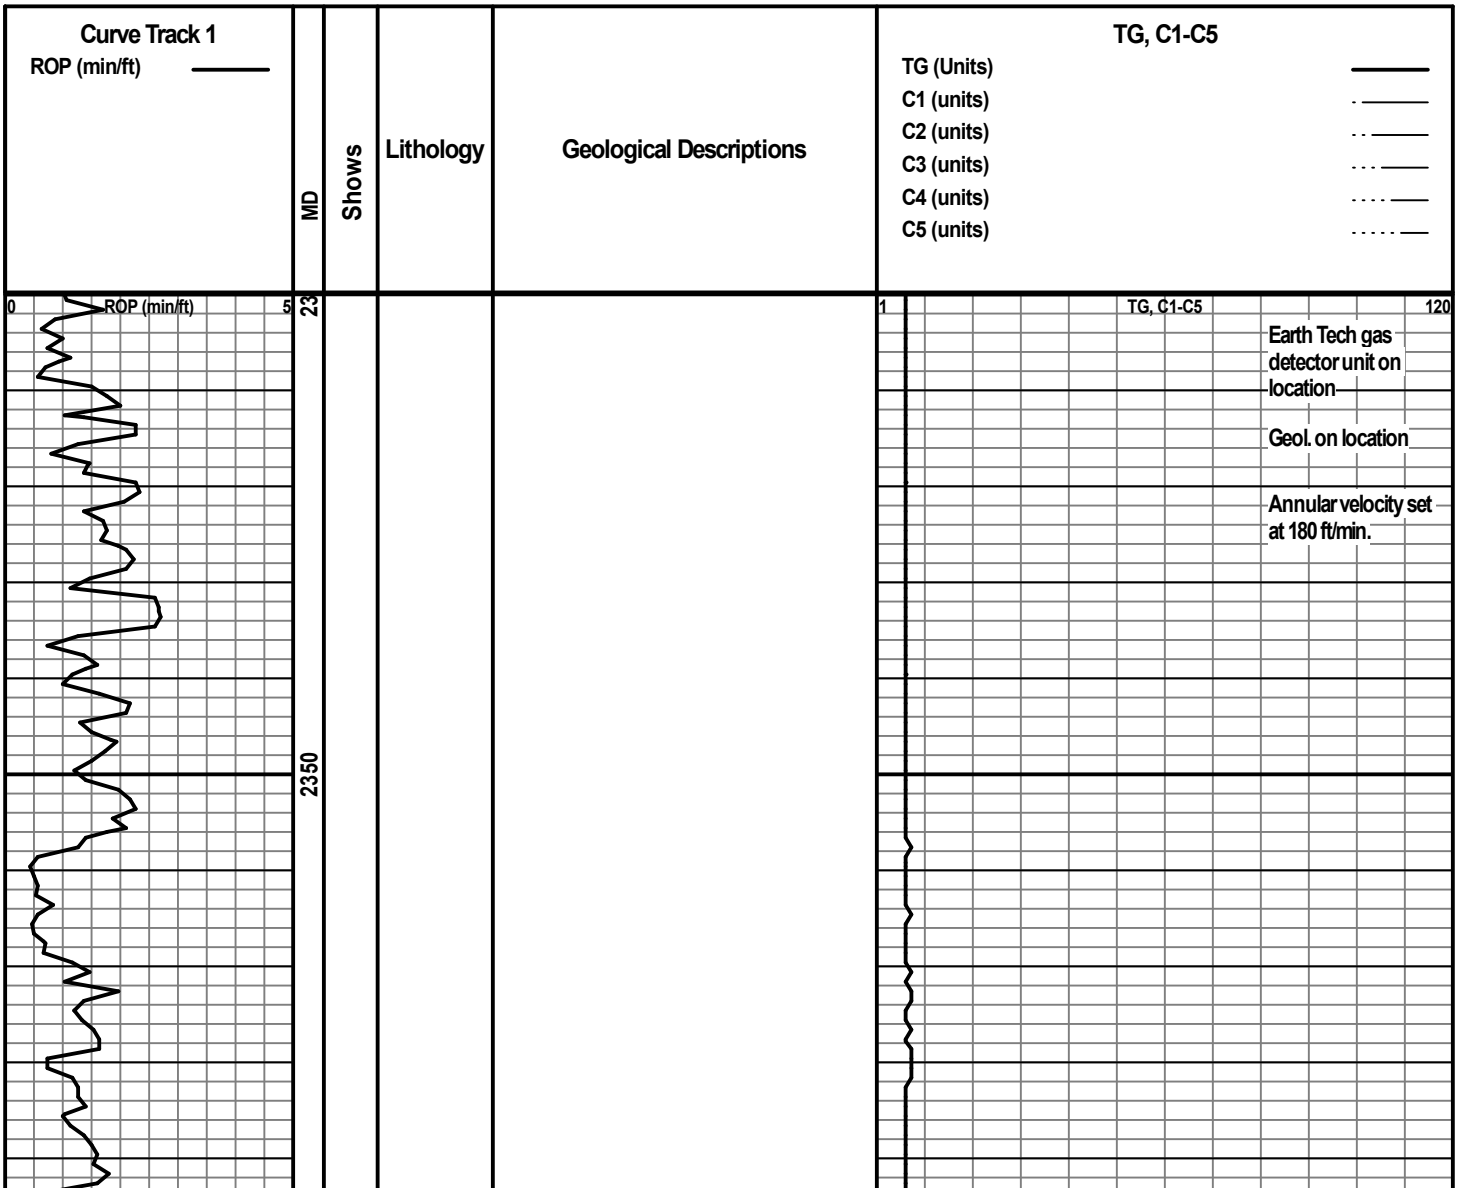 Curve Track 1
ROP (min/ft)
MD
Shows
Lithology
Geological Descriptions
TG, C1-C5
TG (Units)
C1 (units)
C2 (units)
C3 (units)
C4 (units)
C5 (units)
0 ROP (min/ft) 5
23
1 TG, C1-C5 120
Earth Tech gas
detector unit on
location
Geol. on location
Annular velocity set
at 180 ft/min.
2350